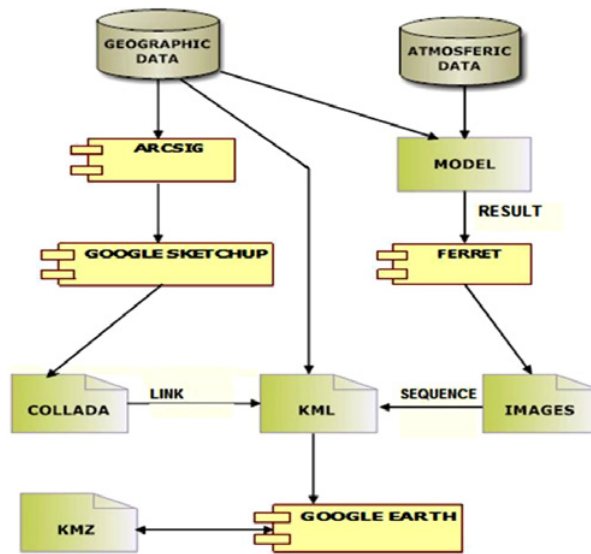 GEOGRAPHIC
DATA
ATMOSFERIC
DATA
ARCSIG
MODEL
RESULT
GOOGLE SKETCHUP
FERRET
COLLADA
LINK
KML
SEQUENCE
IMAGES
KMZ
GOOGLE EARTH